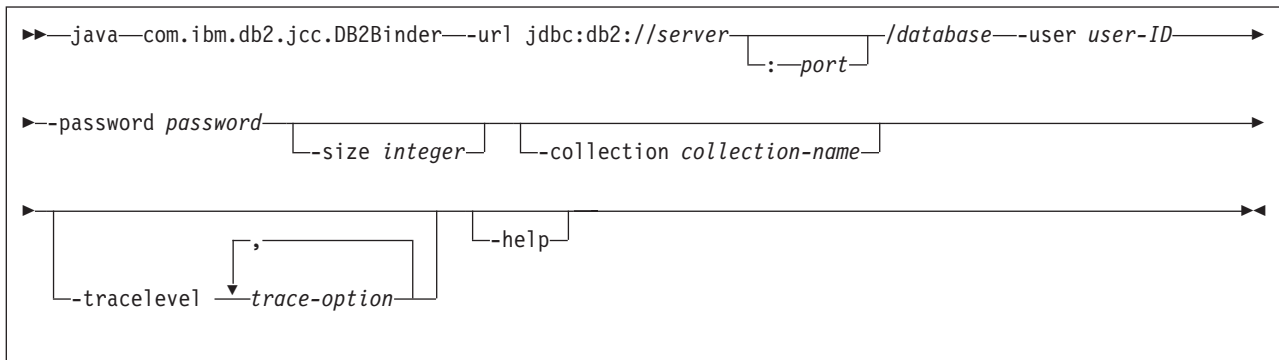 java com.ibm.db2.jcc.DB2Binder -url jdbc:db2://server /database -user user-ID
: port
-password password
-size integer -collection collection-name
,
-help
-tracelevel trace-option